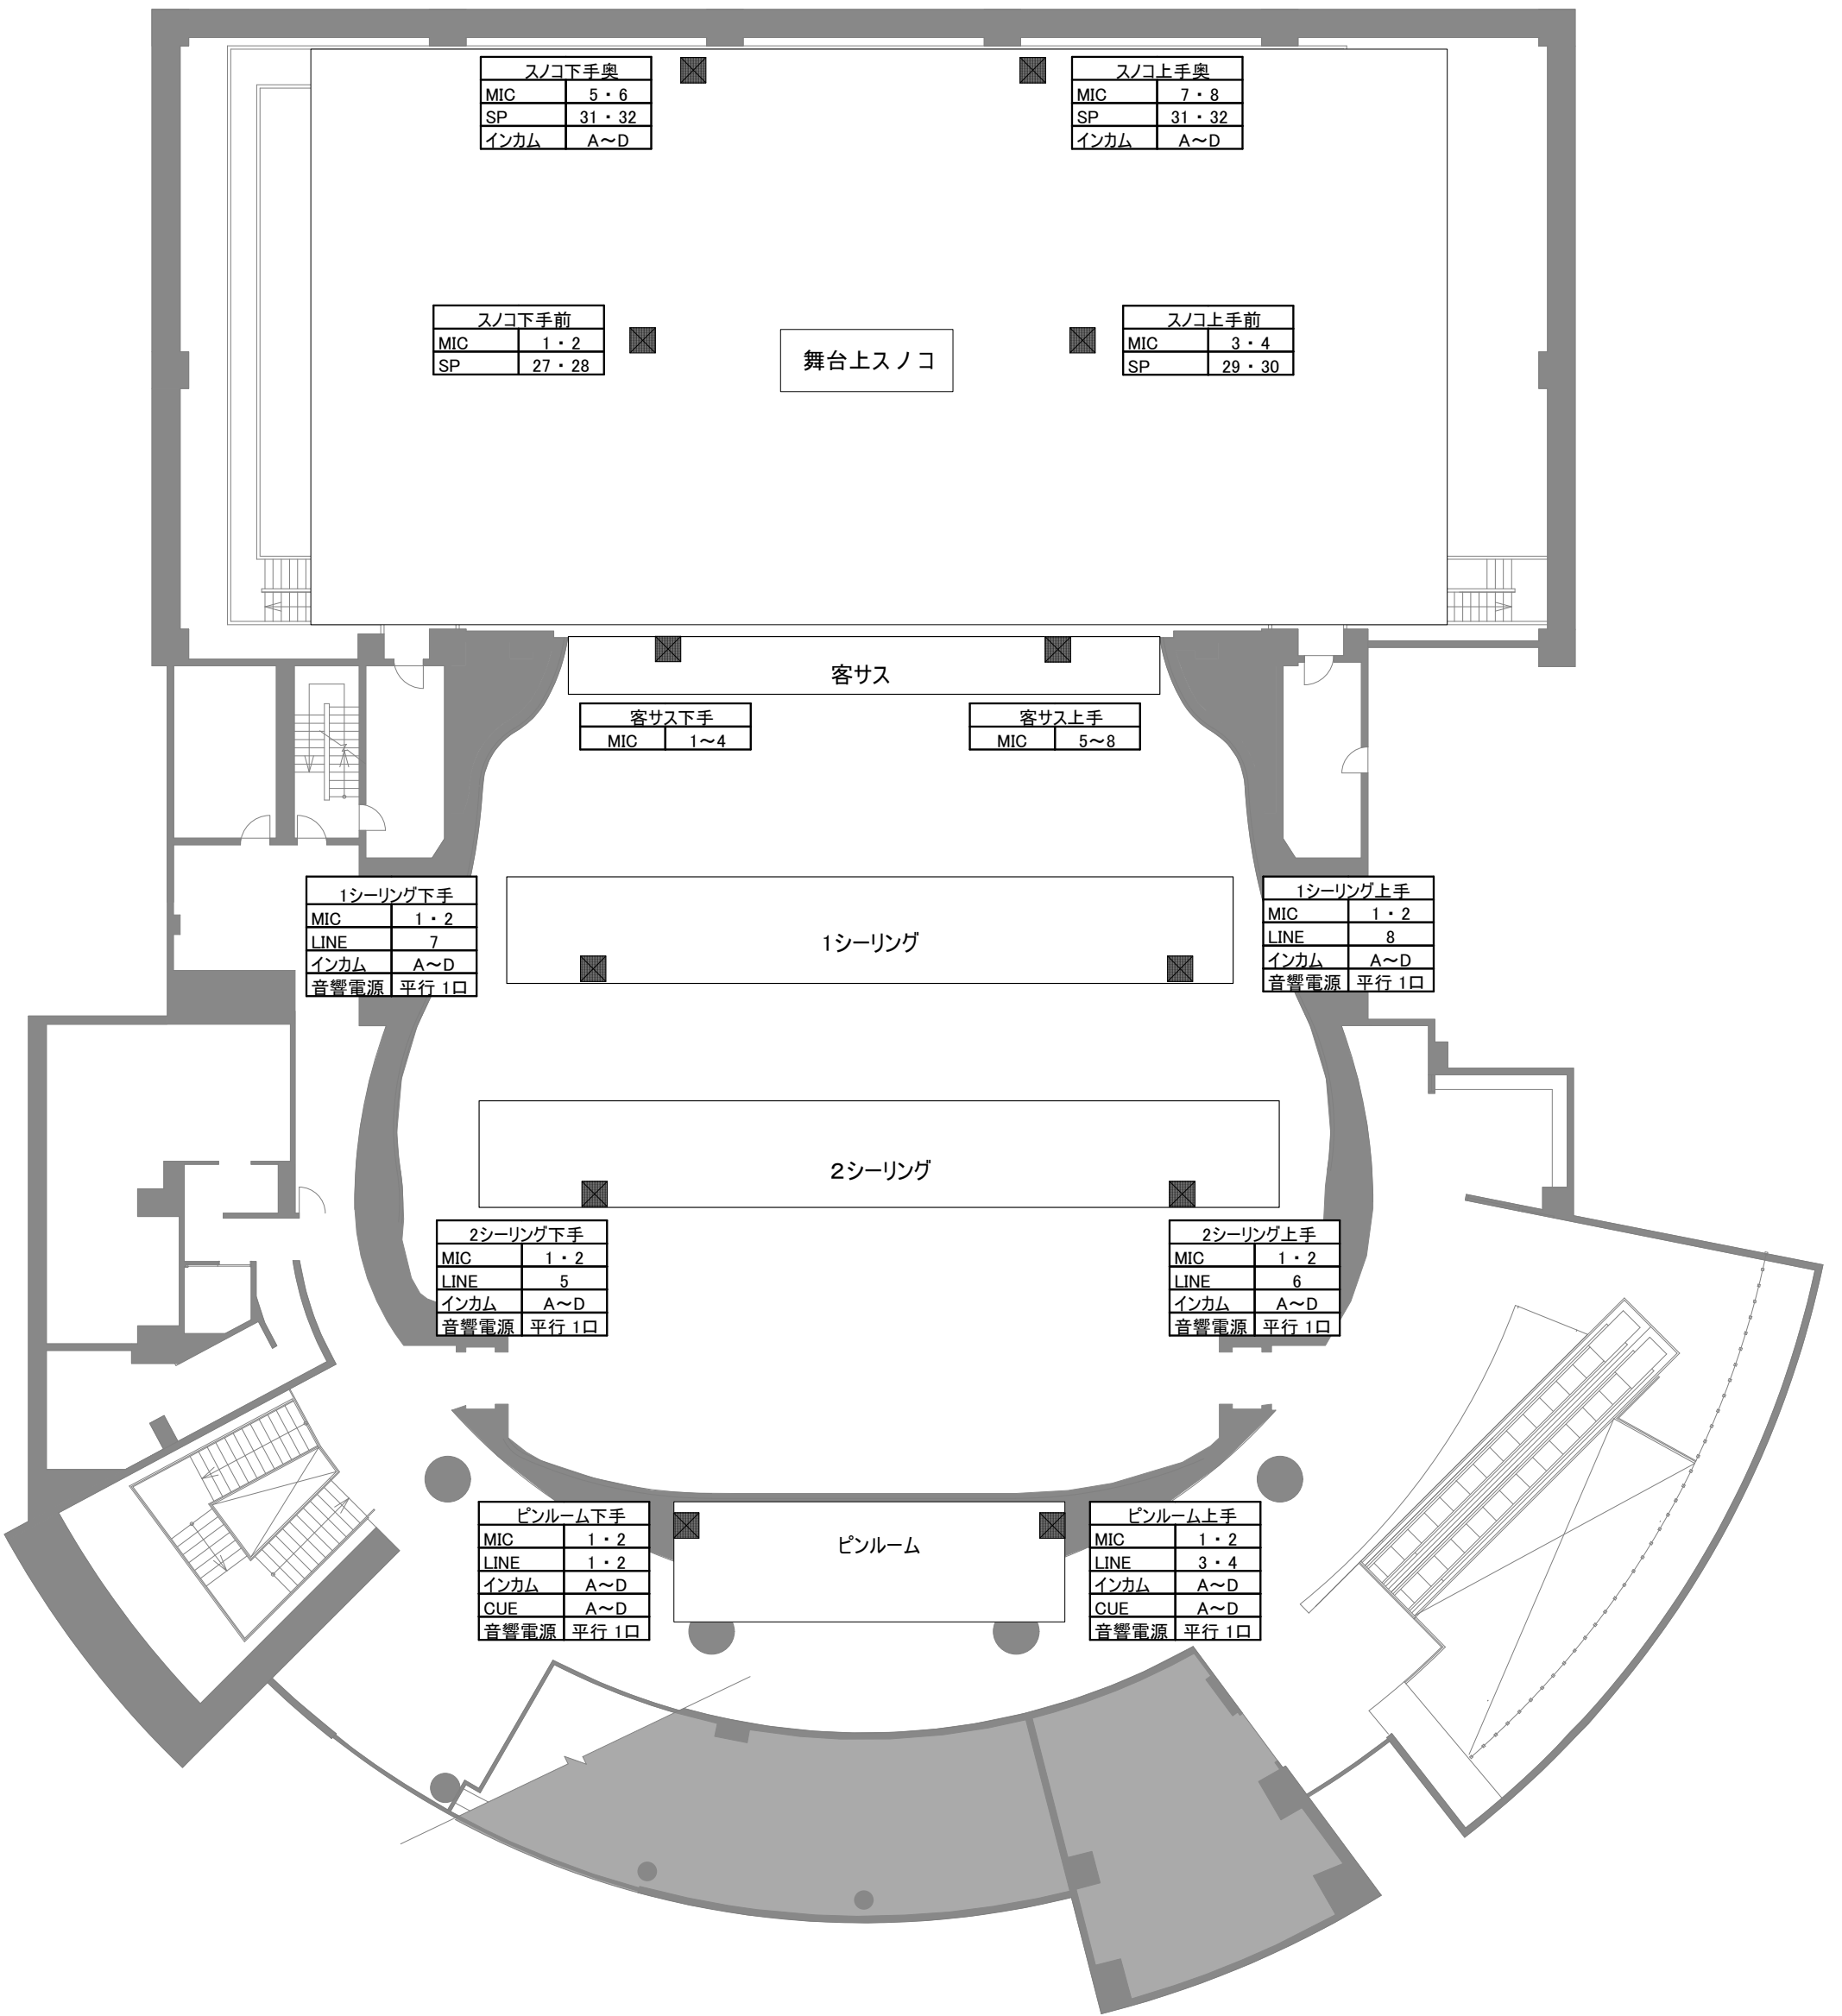 スノコ下手奥
MIC 5・6
SP 31・32
インカム A～D
スノコ上手奥
MIC 7・8
SP 31・32
インカム A～D
スノコ下手前
MIC 1・2
SP 27・28
舞台上スノコ
スノコ上手前
MIC 3・4
SP 29・30
客サス
客サス下手
MIC 1～4
客サス上手
MIC 5～8
1シーリング下手
MIC 1・2
LINE 7
インカム A～D
音響電源 平行 1口
1シーリング
1シーリング上手
MIC 1・2
LINE 8
インカム A～D
音響電源 平行 1口
2シーリング
2シーリング下手
MIC 1・2
LINE 5
インカム A～D
音響電源 平行 1口
2シーリング上手
MIC 1・2
LINE 6
インカム A～D
音響電源 平行 1口
ピンルーム下手
MIC 1・2
LINE 1・2
インカム A～D
CUE A～D
音響電源 平行 1口
ピンルーム
ピンルーム上手
MIC 1・2
LINE 3・4
インカム A～D
CUE A～D
音響電源 平行 1口